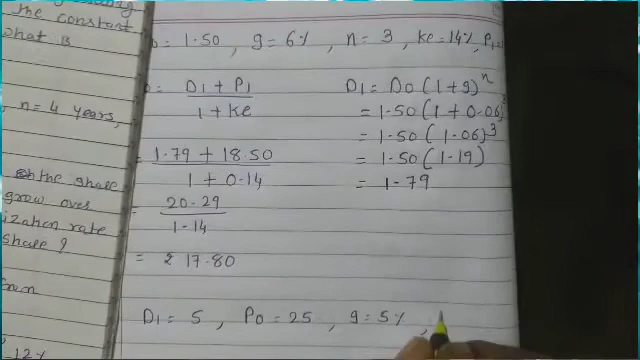 the constant
what is
n = 4 years,
the share
grow over
ization rate
share ?
12%
= 1.50 , g = 6% , n = 3 , ke = 14%, P1 =
= D1 + P1
1 + ke
= 1.79 + 18.50
1 + 0.14
= 20.29
1.14
= ₹ 17.80
D1 = D0 (1+g)^n
= 1.50 (1 + 0.06)
= 1.50 (1.06)^3
= 1.50 (1.19)
= 1.79
D1 = 5 , P0 = 25 , g = 5% ,